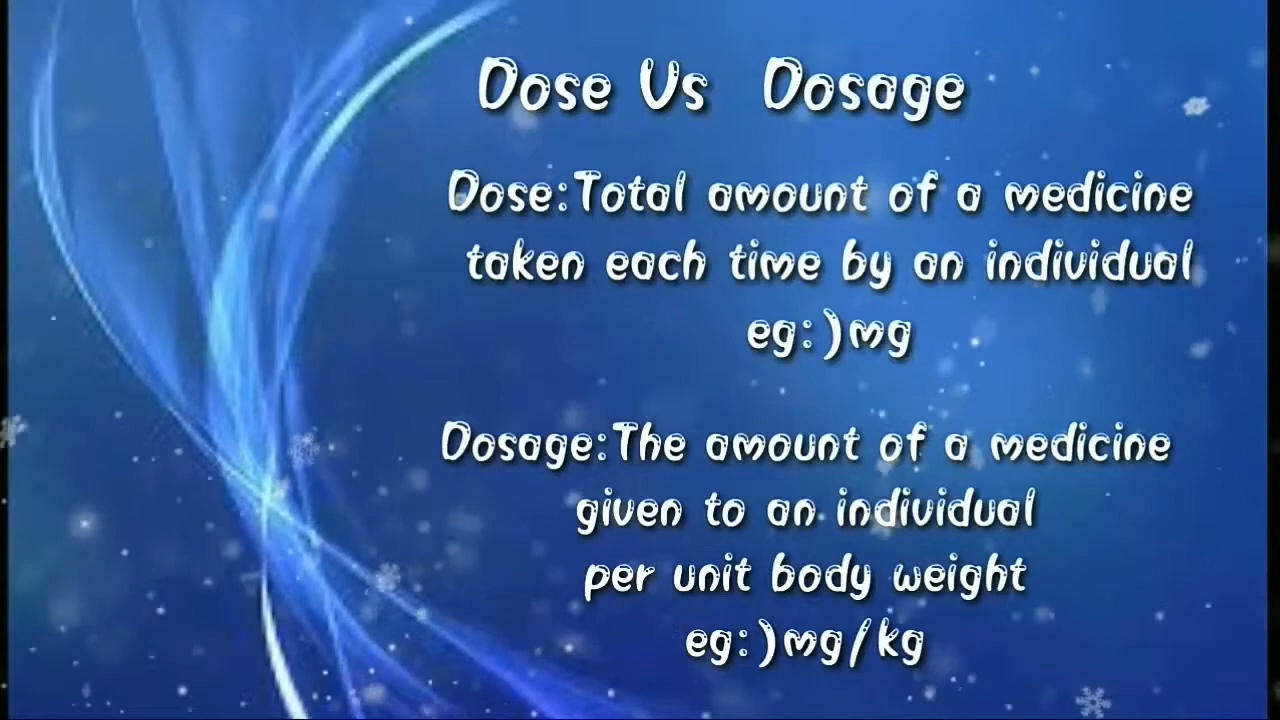 Dose Vs Dosage
Dose:Total amount of a medicine
taken each time by an individual
eg:)mg
Dosage:The amount of a medicine
given to an individual
per unit body weight
eg:)mg/kg